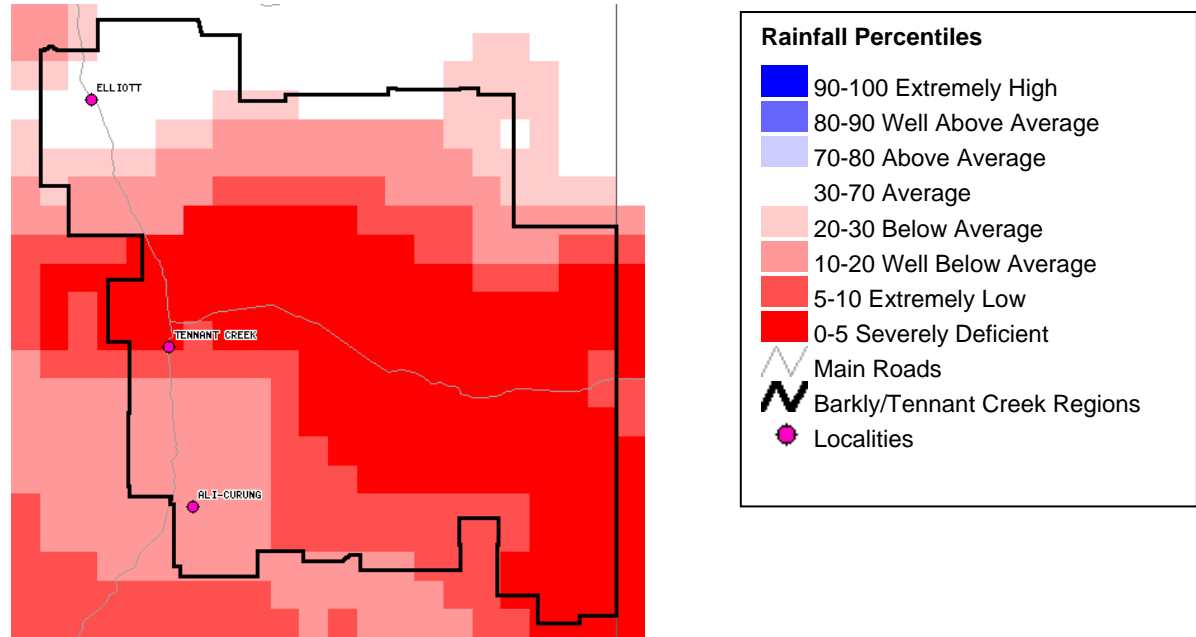 ELLIOTT
TENNANT CREEK
ALI-CURUNG
Rainfall Percentiles
90-100 Extremely High
80-90 Well Above Average
70-80 Above Average
30-70 Average
20-30 Below Average
10-20 Well Below Average
5-10 Extremely Low
0-5 Severely Deficient
Main Roads
Barkly/Tennant Creek Regions
Localities